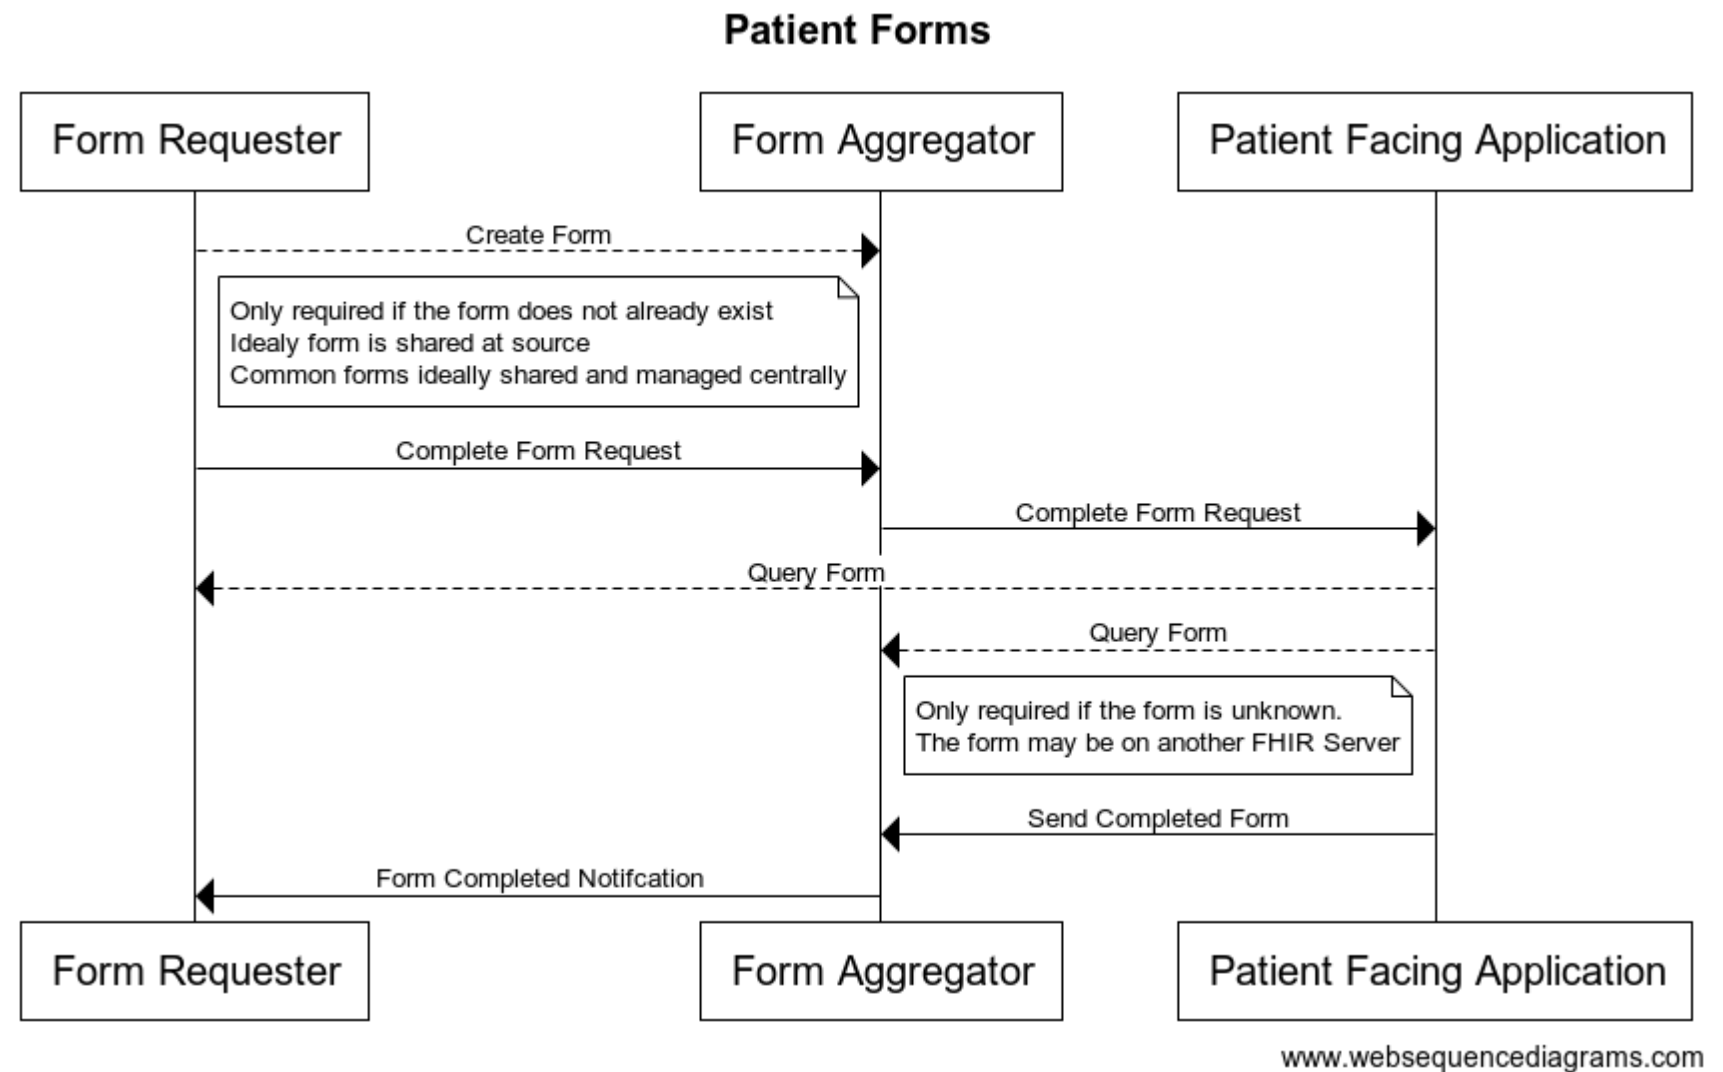 Patient Forms
Form Requester
Form Aggregator
Patient Facing Application
Create Form
Only required if the form does not already exist
Idealy form is shared at source
Common forms ideally shared and managed centrally
Complete Form Request
Complete Form Request
Query Form
Query Form
Only required if the form is unknown.
The form may be on another FHIR Server
Send Completed Form
Form Completed Notifcation
Form Requester
Form Aggregator
Patient Facing Application
www.websequencediagrams.com